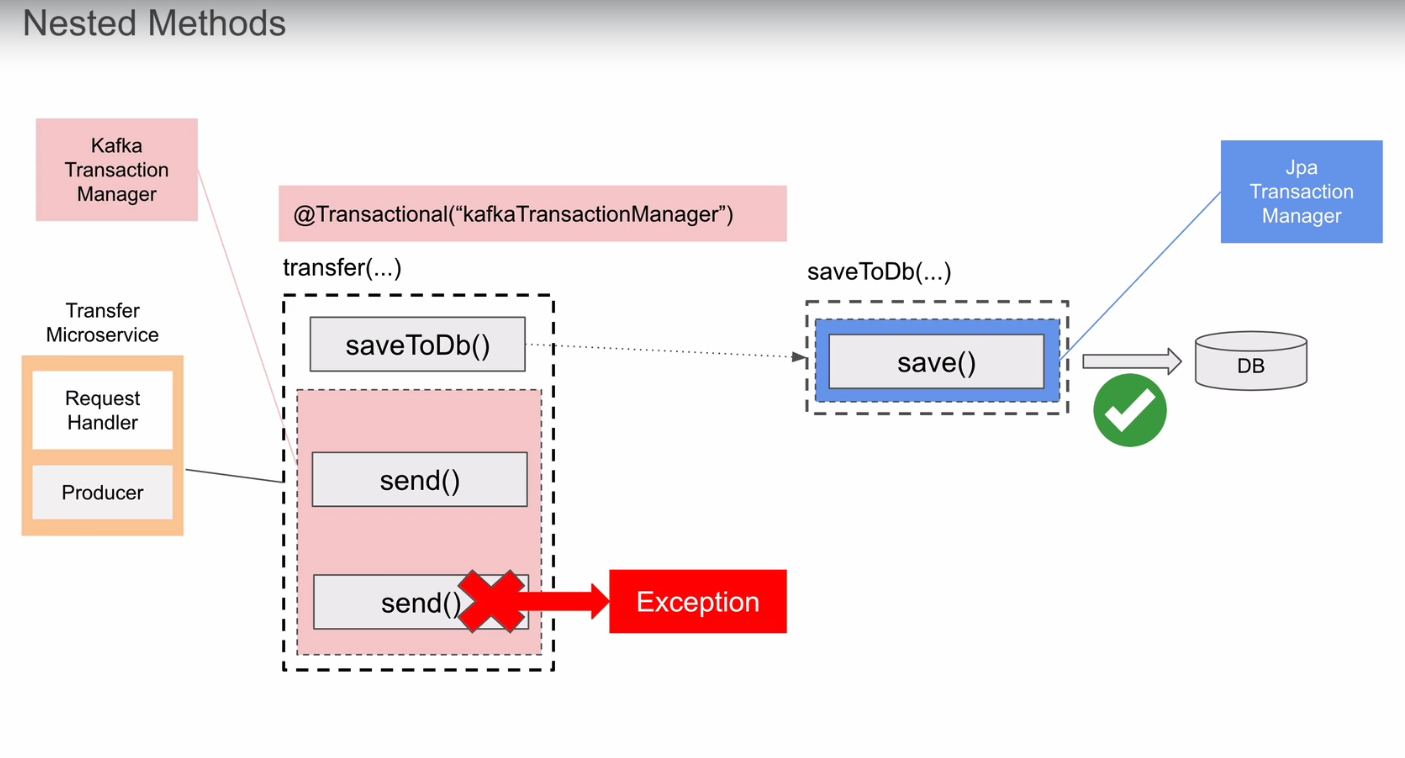 Nested Methods
Kafka
Transaction
Manager
@Transactional(“kafkaTransactionManager”)
transfer(...)
saveToDb()
send()
send()
Exception
Transfer
Microservice
Request
Handler
Producer
saveToDb(...)
save()
Jpa
Transaction
Manager
DB